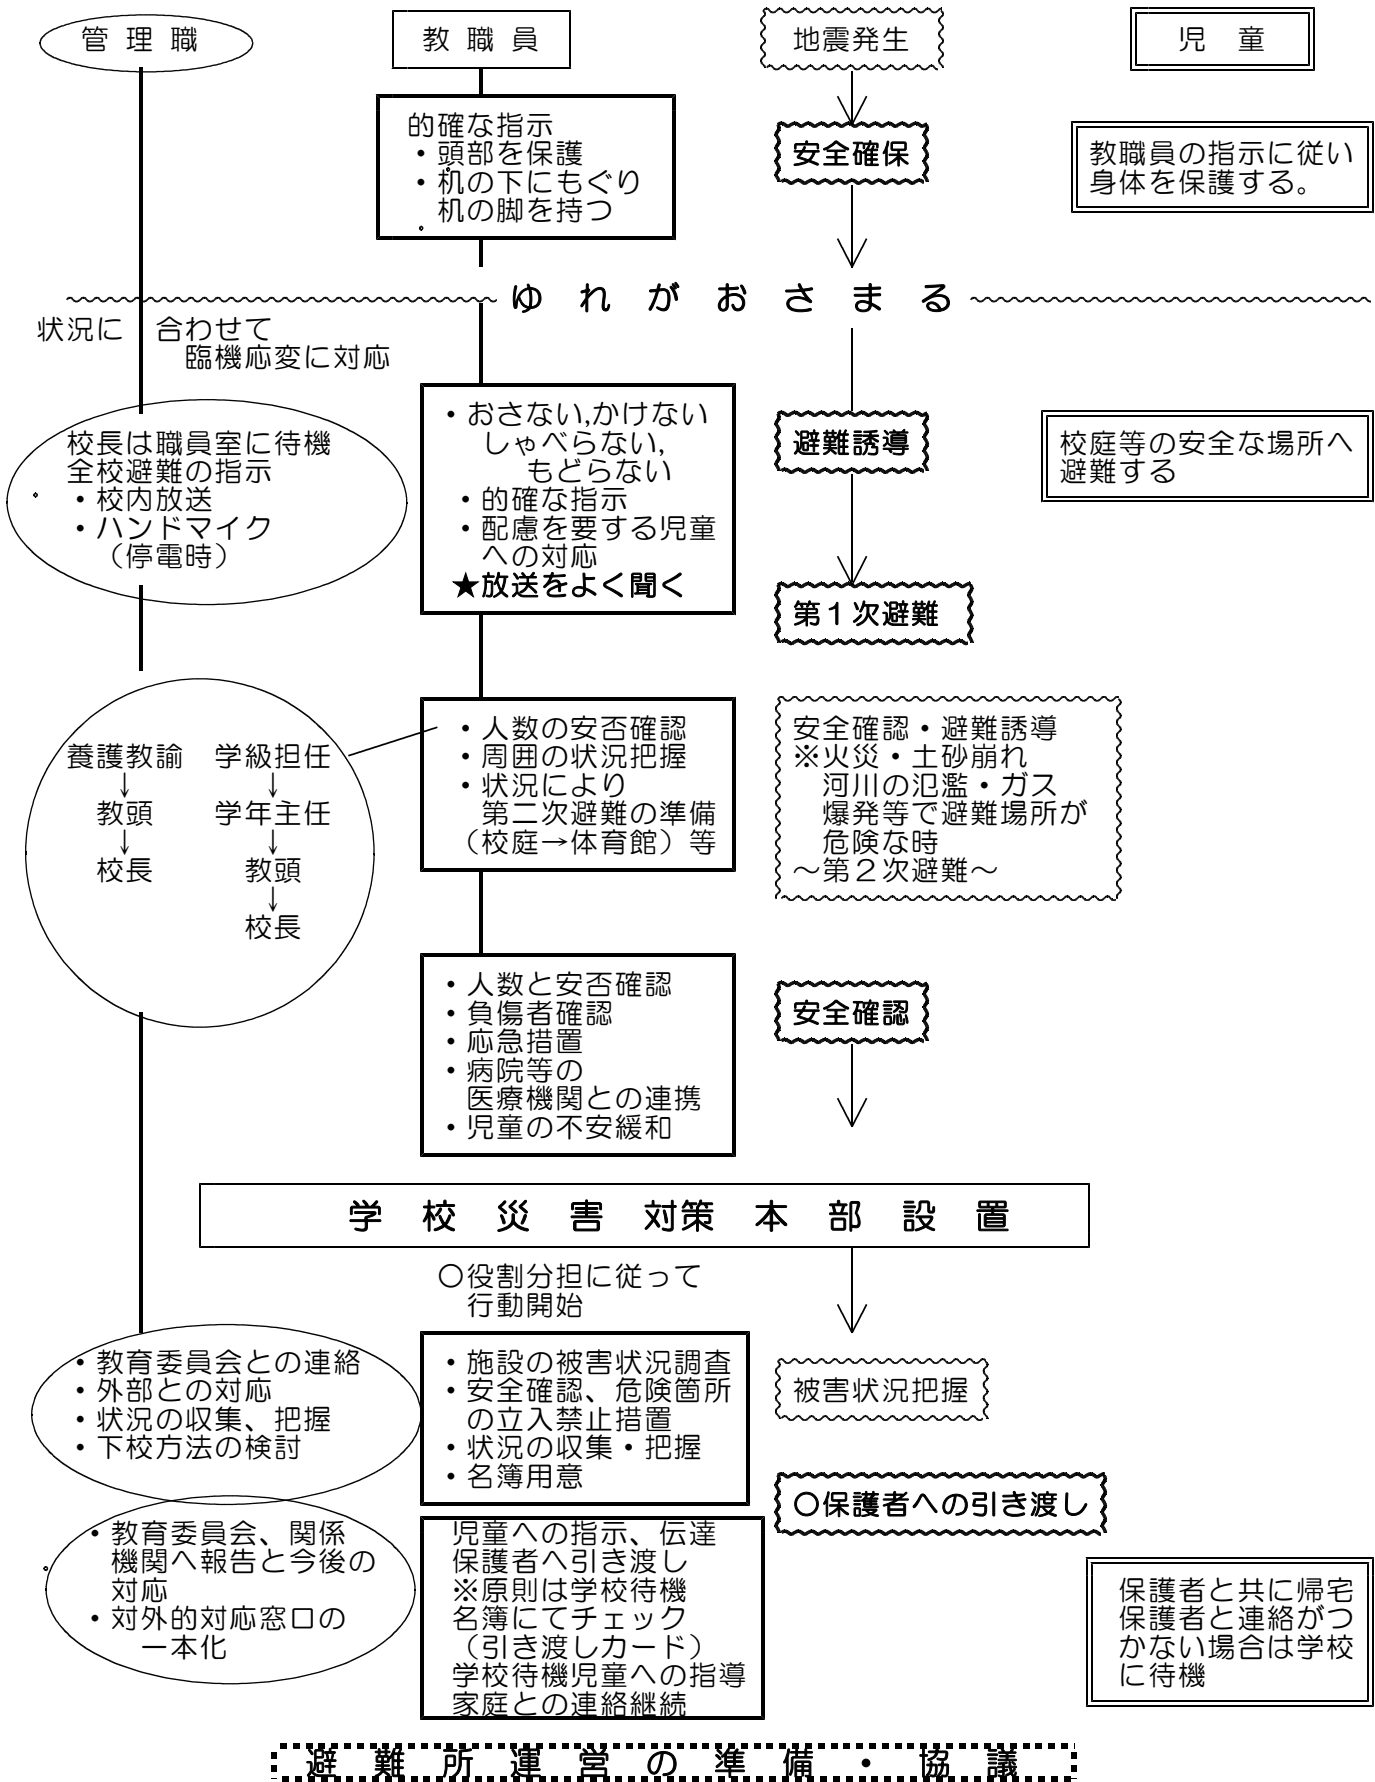 管理職
教職員
地震発生
児　童
的確な指示
・頭部を保護
・机の下にもぐり
机の脚を持つ
。
安全確保
教職員の指示に従い
身体を保護する。
ゆれがおさまる
状況に　合わせて
臨機応変に対応
校長は職員室に待機
全校避難の指示
・校内放送
・ハンドマイク
（停電時）
・おさない,かけない
しゃべらない,
もどらない
・的確な指示
・配慮を要する児童
への対応
★放送をよく聞く
避難誘導
校庭等の安全な場所へ
避難する
第１次避難
養護教諭
↓
教頭
↓
校長
学級担任
↓
学年主任
↓
教頭
↓
校長
・人数の安否確認
・周囲の状況把握
・状況により
第二次避難の準備
（校庭→体育館）等
安全確認・避難誘導
※火災・土砂崩れ
河川の氾濫・ガス
爆発等で避難場所が
危険な時
～第２次避難～
・人数と安否確認
・負傷者確認
・応急措置
・病院等の
医療機関との連携
・児童の不安緩和
安全確認
学校災害対策本部設置
〇役割分担に従って
行動開始
・教育委員会との連絡
・外部との対応
・状況の収集、把握
・下校方法の検討
・施設の被害状況調査
・安全確認、危険箇所
の立入禁止措置
・状況の収集・把握
・名簿用意
被害状況把握
〇保護者への引き渡し
・教育委員会、関係
機関へ報告と今後の
対応
・対外的対応窓口の
一本化
児童への指示、伝達
保護者へ引き渡し
※原則は学校待機
名簿にてチェック
（引き渡しカード）
学校待機児童への指導
家庭との連絡継続
保護者と共に帰宅
保護者と連絡がつ
かない場合は学校
に待機
避難所運営の準備・協議